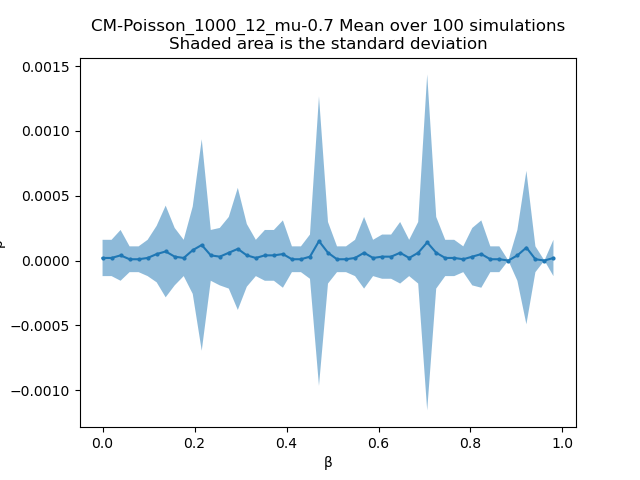 CM-Poisson_1000_12_mu-0.7 Mean over 100 simulations
Shaded area is the standard deviation
0.0015
0.0010
0.0005
0.0000
−0.0005
−0.0010
0.0 0.2 0.4 0.6 0.8 1.0
β